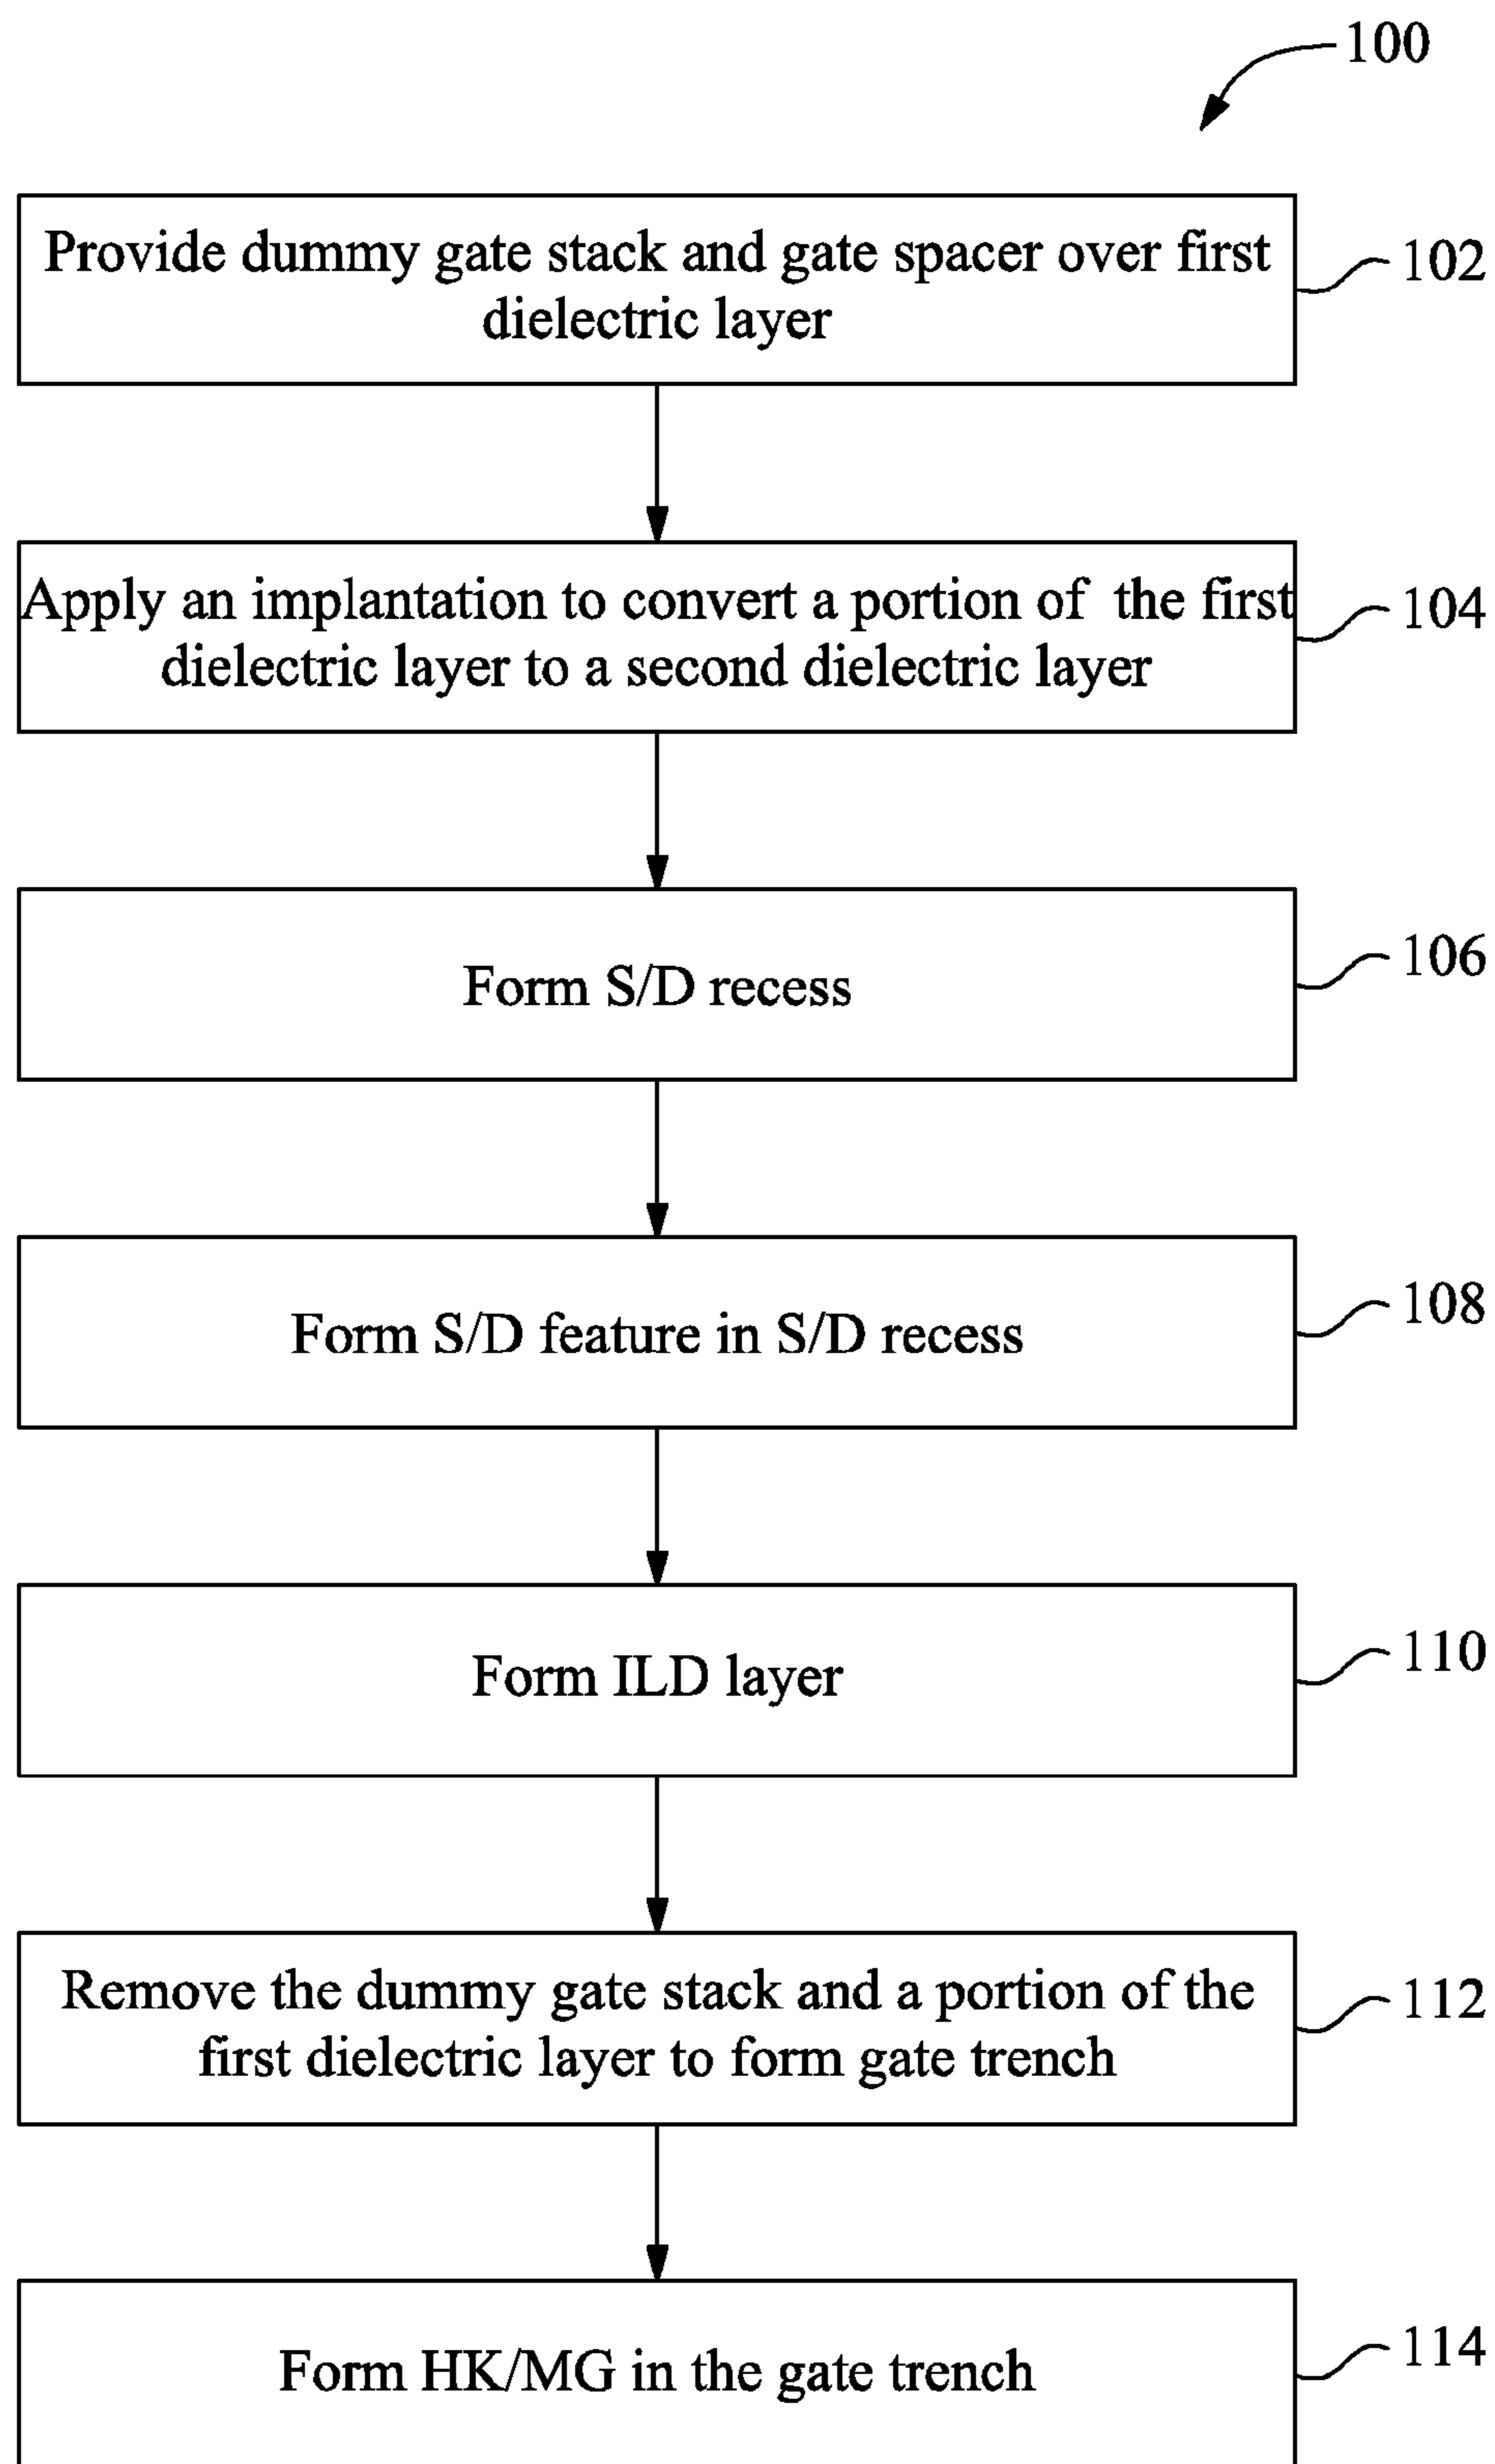 100
Provide dummy gate stack and gate spacer over first
dielectric layer
102
Apply an implantation to convert a portion of the first
dielectric layer to a second dielectric layer
104
Form S/D recess
106
Form S/D feature in S/D recess
108
Form ILD layer
110
Remove the dummy gate stack and a portion of the
first dielectric layer to form gate trench
112
Form HK/MG in the gate trench
114